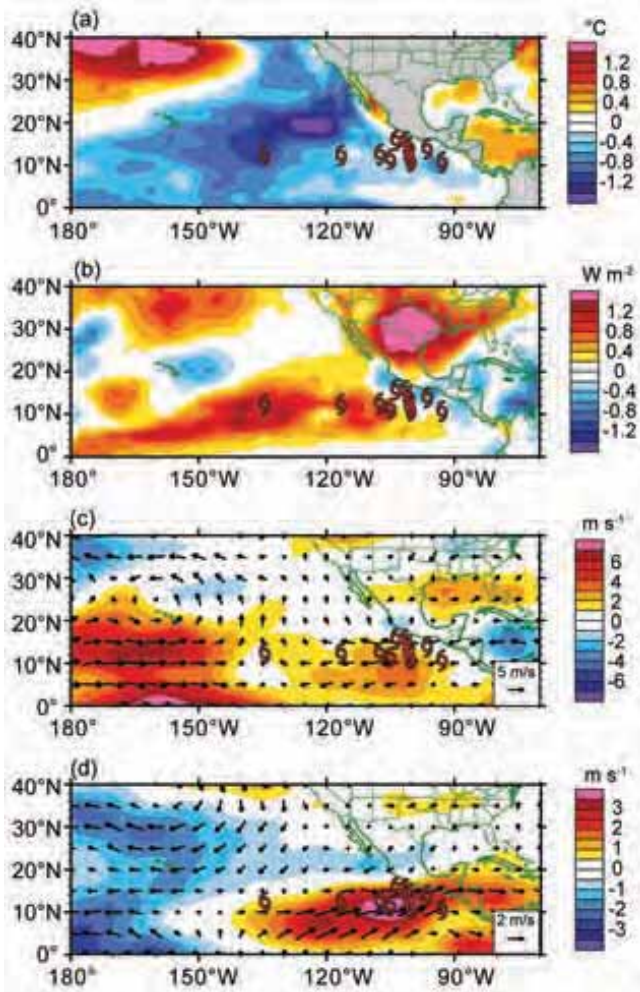 (a)
°C
40°N
30°N
20°N
10°N
0°
180°
150°W
120°W
90°W
1.2
0.8
0.4
0
-0.4
-0.8
-1.2
(b)
W m⁻²
40°N
30°N
20°N
10°N
0°
180°
150°W
120°W
90°W
1.2
0.8
0.4
0
-0.4
-0.8
-1.2
(c)
m s⁻¹
40°N
30°N
20°N
10°N
0°
180°
150°W
120°W
90°W
5 m/s
6
4
2
0
-2
-4
-6
(d)
m s⁻¹
40°N
30°N
20°N
10°N
0°
180°
150°W
120°W
90°W
2 m/s
3
2
1
0
-1
-2
-3